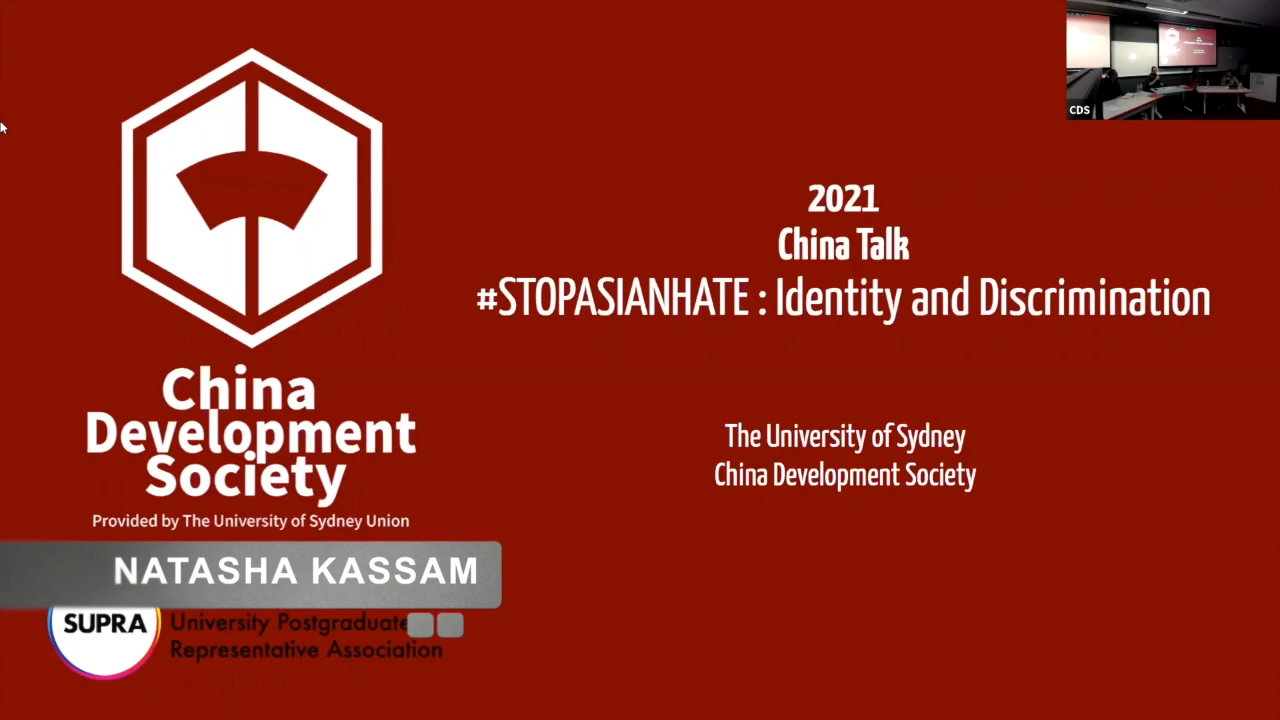 CDS
2021
China Talk
#STOPASIANHATE : Identity and Discrimination
The University of Sydney
China Development Society
China
Development
Society
Provided by The University of Sydney Union
NATASHA KASSAM
SUPRA
University Postgraduate
Representative Association